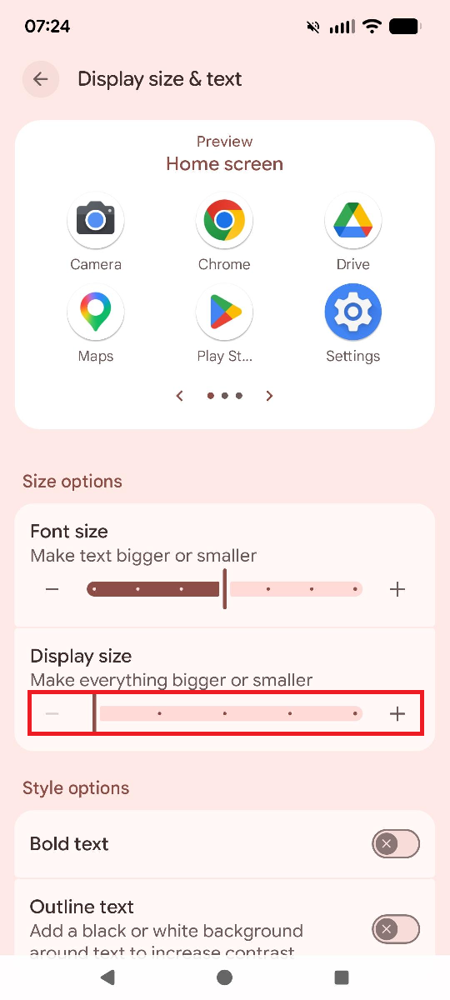 07:24
Display size & text
Preview
Home screen
Camera
Chrome
Drive
Maps
Play St...
Settings
Size options
Font size
Make text bigger or smaller
Display size
Make everything bigger or smaller
Style options
Bold text
Outline text
Add a black or white background
around text to increase contrast